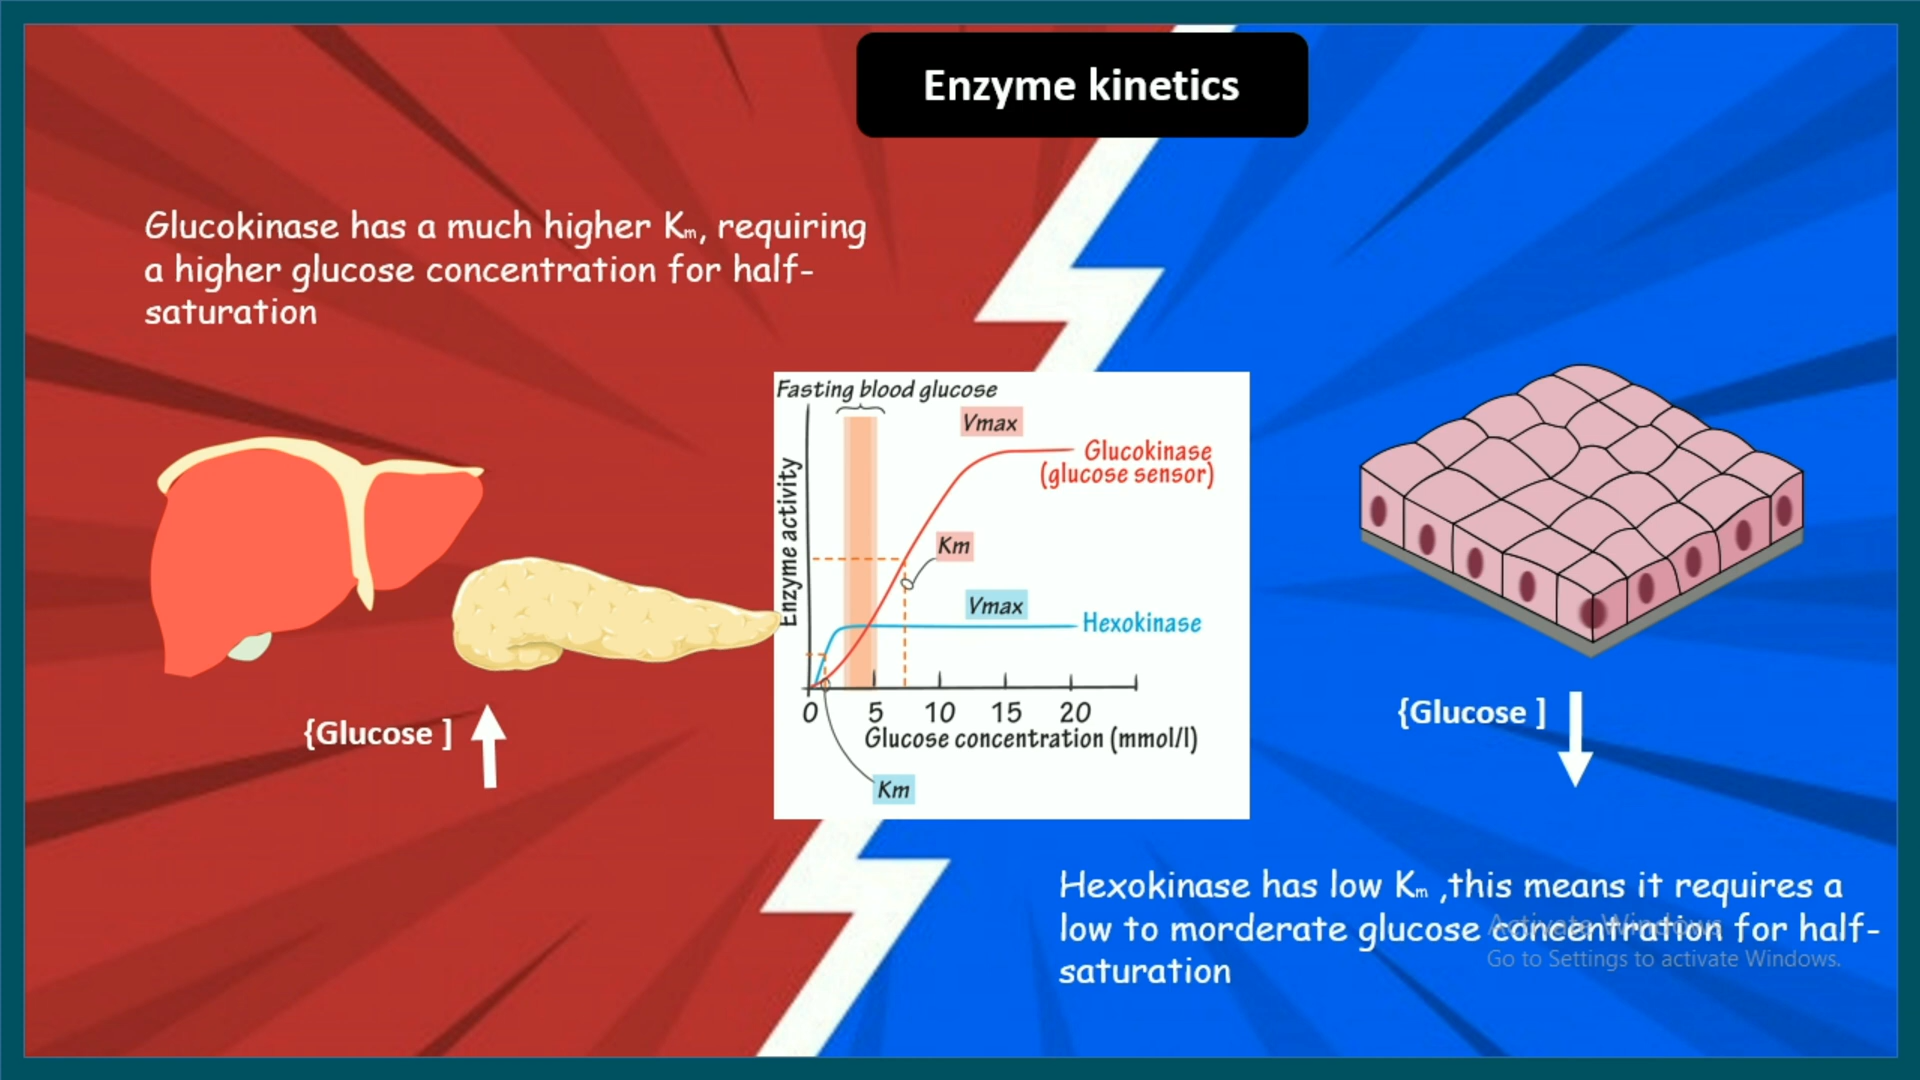 Enzyme kinetics
Glucokinase has a much higher Km, requiring
a higher glucose concentration for half-
saturation
Fasting blood glucose
Vmax
Glucokinase
(glucose sensor)
Enzyme activity
Km
Vmax
Hexokinase
0 5 10 15 20
Glucose concentration (mmol/l)
Km
{Glucose ]
{Glucose ]
Hexokinase has low Km ,this means it requires a
low to morderate glucose concentration for half-
saturation
Activate Windows
Go to Settings to activate Windows.